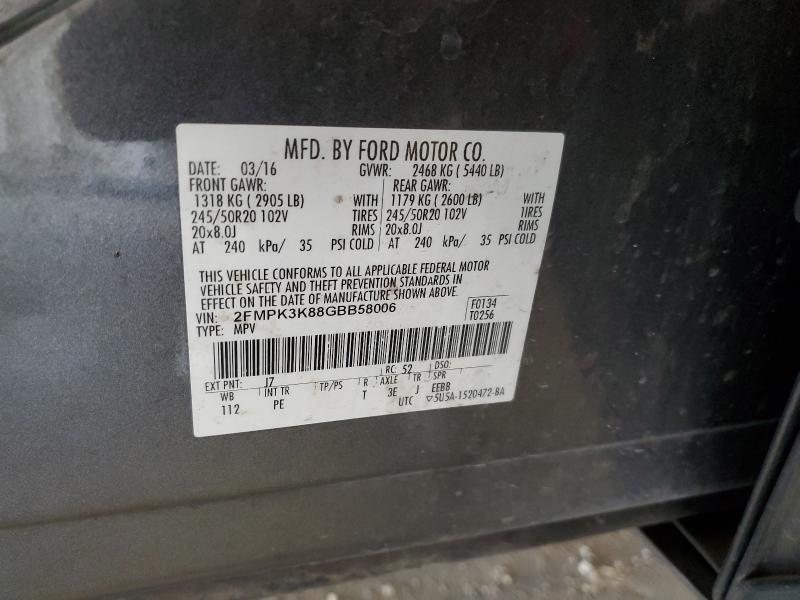 MFD. BY FORD MOTOR CO.
DATE: 03/16 GVWR: 2468 KG ( 5440 LB)
FRONT GAWR: REAR GAWR:
1318 KG ( 2905 LB) WITH 1179 KG ( 2600 LB) WITH
245/50R20 102V TIRES 245/50R20 102V TIRES
20x8.0J RIMS 20x8.0J RIMS
AT 240 kPa/ 35 PSI COLD AT 240 kPa/ 35 PSI COLD
THIS VEHICLE CONFORMS TO ALL APPLICABLE FEDERAL MOTOR
VEHICLE SAFETY AND THEFT PREVENTION STANDARDS IN
EFFECT ON THE DATE OF MANUFACTURE SHOWN ABOVE.
VIN: 2FMPK3K88GBB58006 F0134
TYPE: MPV T0256
EXT PNT: J7 RC: 52 DSO:
WB INT TR TP/PS R AXLE TR SPR
112 PE T 3E J EEBB
UTC ▽5U5A-1520472-BA